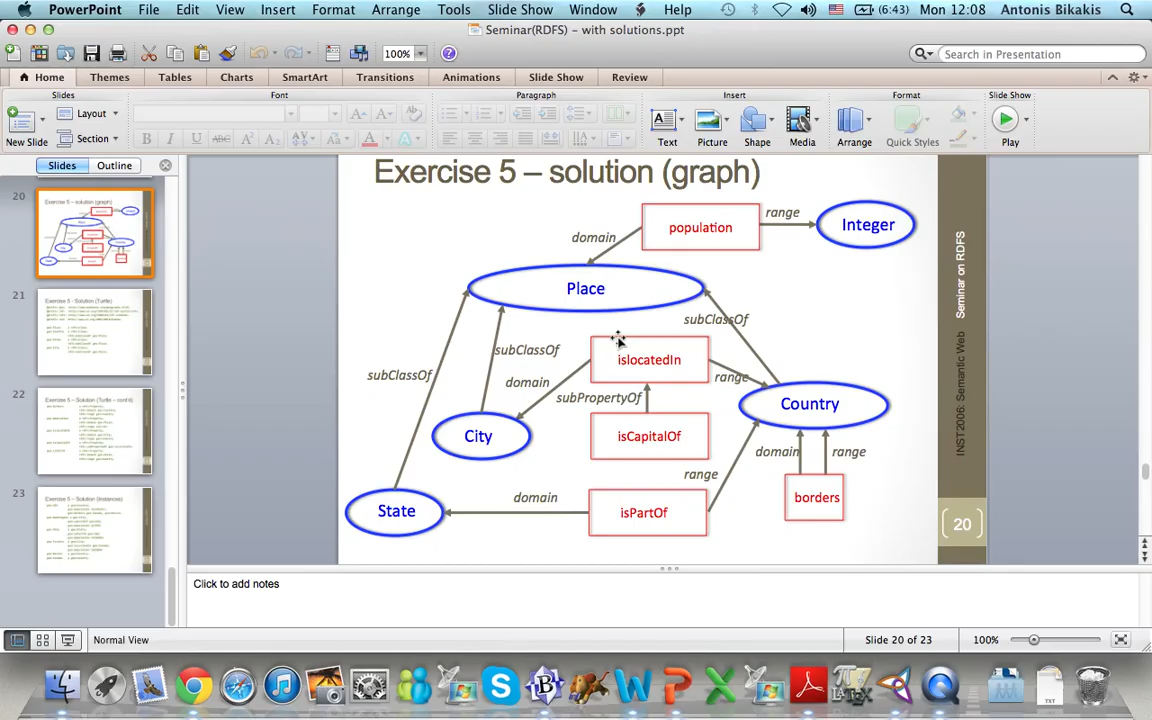 PowerPoint File Edit View Insert Format Arrange Tools Slide Show Window Help (6:43) Mon 12:08 Antonis Bikakis
Seminar(RDFS) – with solutions.ppt
100% Search in Presentation
Home Themes Tables Charts SmartArt Transitions Animations Slide Show Review
Slides Font Paragraph Insert Format Slide Show
Layout
Section
New Slide
B I U ABC A A
Text Picture Shape Media Arrange Quick Styles Play
Slides Outline
20
21
22
23
Exercise 5 – solution (graph)
population
range
Integer
domain
Place
subClassOf
islocatedIn
subClassOf
range
domain
subClassOf
subPropertyOf
Country
City
isCapitalOf
domain
range
range
borders
State
domain
isPartOf
INST2006: Semantic Web Seminar on RDFS
20
Click to add notes
Normal View Slide 20 of 23 100%